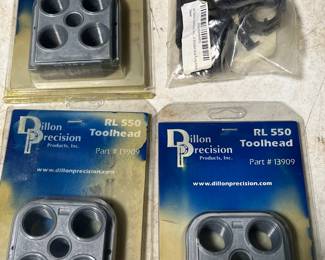 Dillon
Precision
Products, Inc.
RL 550
Toolhead
Part # 13909
Dillon
Precision
Products, Inc.
RL 550
Toolhead
Part # 13909
www.dillonprecision.com
www.dillonprecision.com